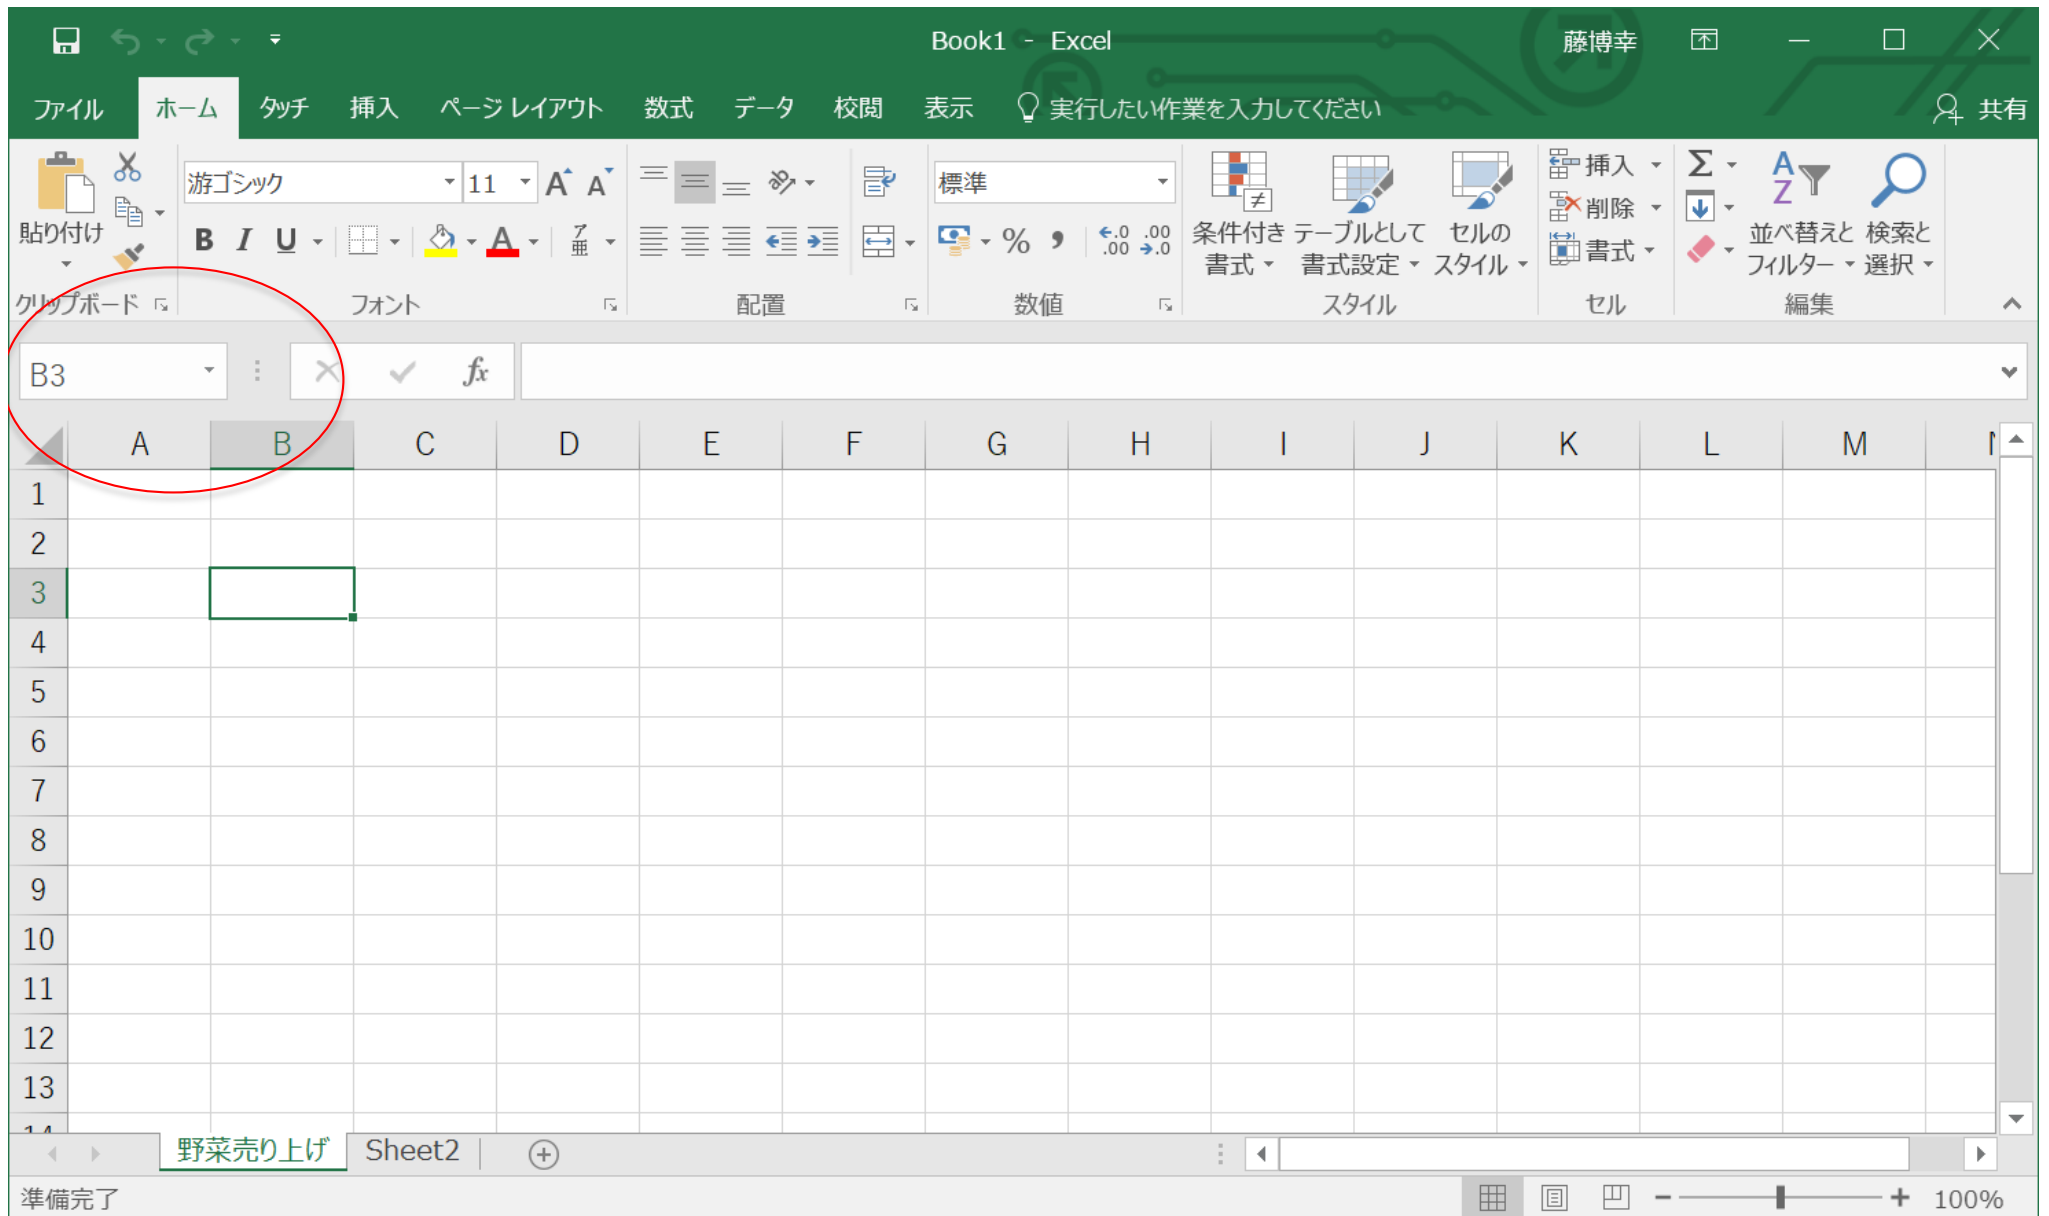 Book1 - Excel
藤博幸
ファイル ホーム タッチ 挿入 ページ レイアウト 数式 データ 校閲 表示 実行したい作業を入力してください 共有
貼り付け
游ゴシック 11
B I U A ア亜
標準
% .0 .00 .00 .0
条件付き書式
テーブルとして書式設定
セルのスタイル
挿入
削除
書式
Σ
並べ替えとフィルター
検索と選択
クリップボード フォント 配置 数値 スタイル セル 編集
B3 fx
A B C D E F G H I J K L M
1
2
3
4
5
6
7
8
9
10
11
12
13
野菜売り上げ Sheet2
準備完了 100%